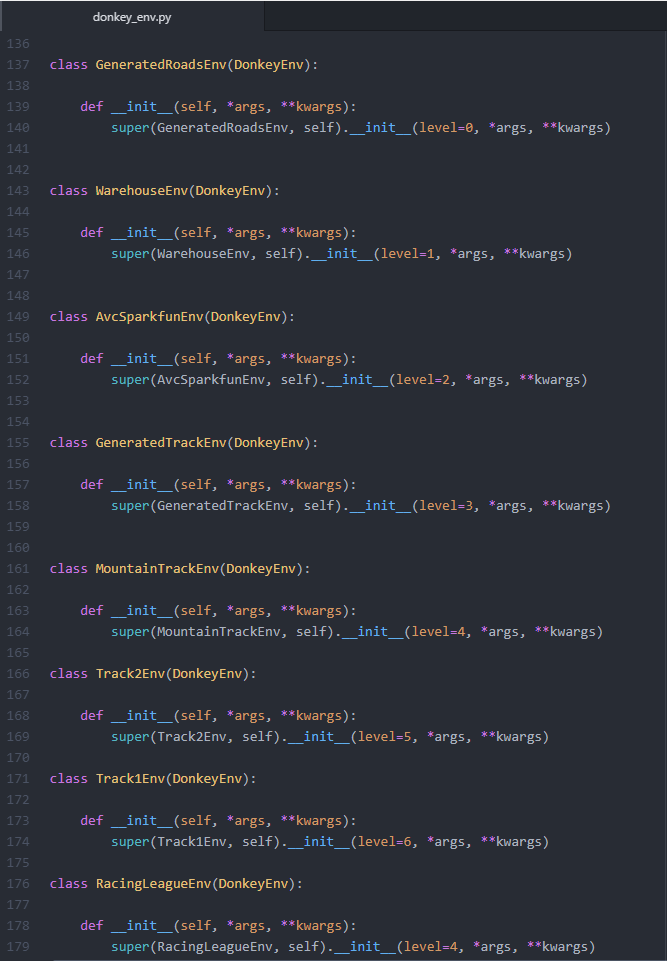 donkey_env.py
136
137 class GeneratedRoadsEnv(DonkeyEnv):
138
139     def __init__(self, *args, **kwargs):
140         super(GeneratedRoadsEnv, self).__init__(level=0, *args, **kwargs)
141
142
143 class WarehouseEnv(DonkeyEnv):
144
145     def __init__(self, *args, **kwargs):
146         super(WarehouseEnv, self).__init__(level=1, *args, **kwargs)
147
148
149 class AvcSparkfunEnv(DonkeyEnv):
150
151     def __init__(self, *args, **kwargs):
152         super(AvcSparkfunEnv, self).__init__(level=2, *args, **kwargs)
153
154
155 class GeneratedTrackEnv(DonkeyEnv):
156
157     def __init__(self, *args, **kwargs):
158         super(GeneratedTrackEnv, self).__init__(level=3, *args, **kwargs)
159
160
161 class MountainTrackEnv(DonkeyEnv):
162
163     def __init__(self, *args, **kwargs):
164         super(MountainTrackEnv, self).__init__(level=4, *args, **kwargs)
165
166 class Track2Env(DonkeyEnv):
167
168     def __init__(self, *args, **kwargs):
169         super(Track2Env, self).__init__(level=5, *args, **kwargs)
170
171 class Track1Env(DonkeyEnv):
172
173     def __init__(self, *args, **kwargs):
174         super(Track1Env, self).__init__(level=6, *args, **kwargs)
175
176 class RacingLeagueEnv(DonkeyEnv):
177
178     def __init__(self, *args, **kwargs):
179         super(RacingLeagueEnv, self).__init__(level=4, *args, **kwargs)